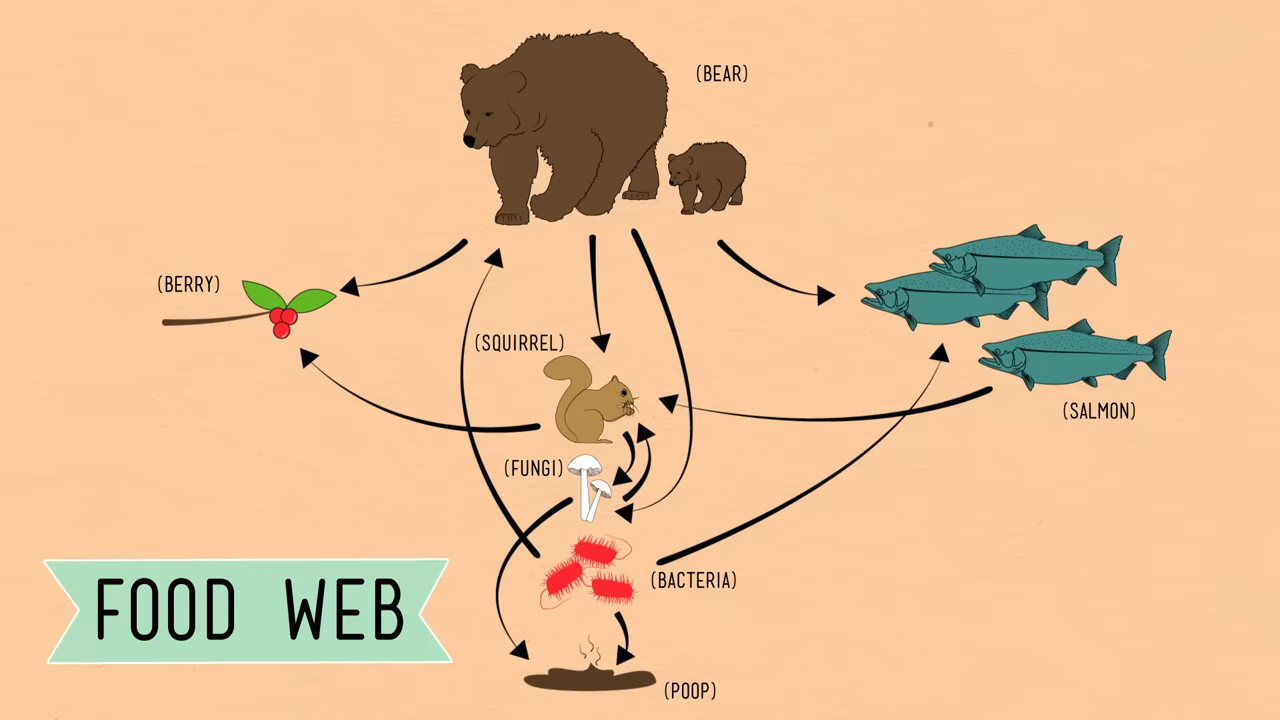 (BEAR)
(BERRY)
(SQUIRREL)
(SALMON)
(FUNGI)
(BACTERIA)
FOOD WEB
(POOP)